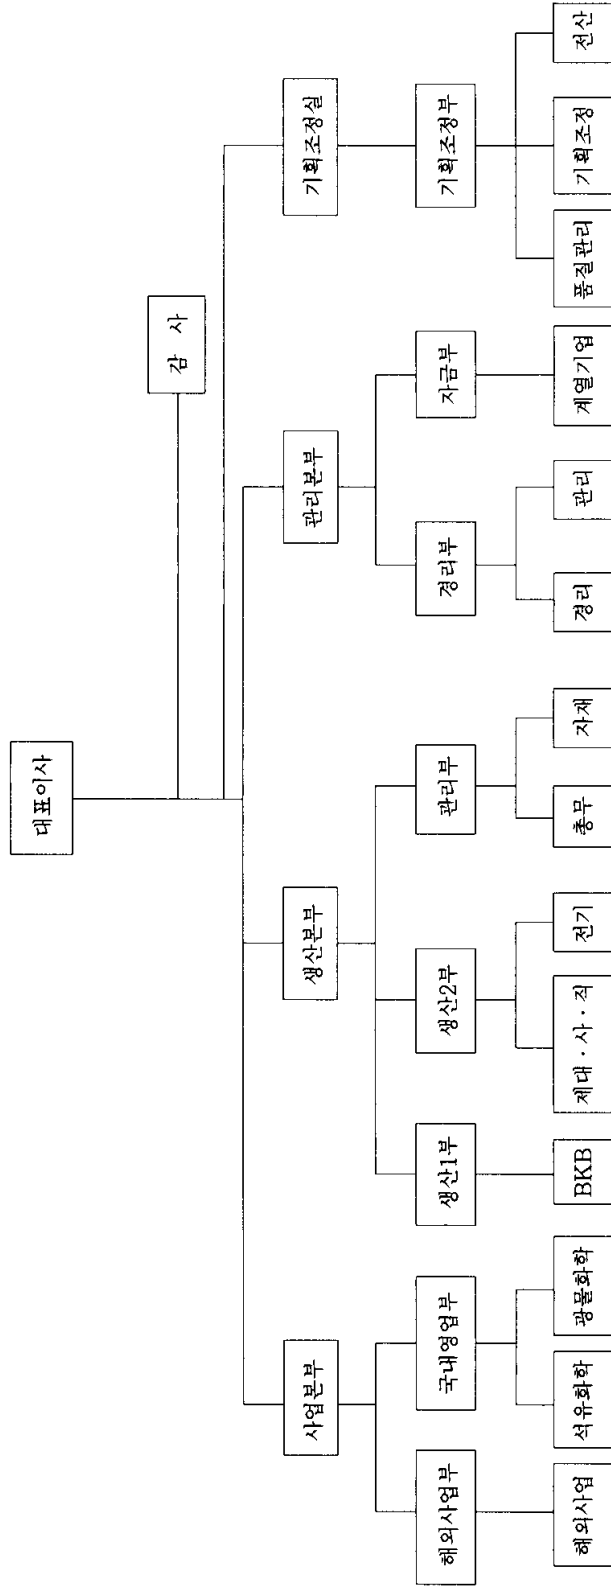 대표이사
감 사
사업본부
생산본부
관리본부
기획조정실
해외사업부
국내영업부
생산1부
생산2부
관리부
경리부
자금부
기획조정부
해외사업
석유화학
광물화학
BKB
제대·사·직
전기
총무
자재
경리
관리
계열기업
품질관리
기획조정
전산